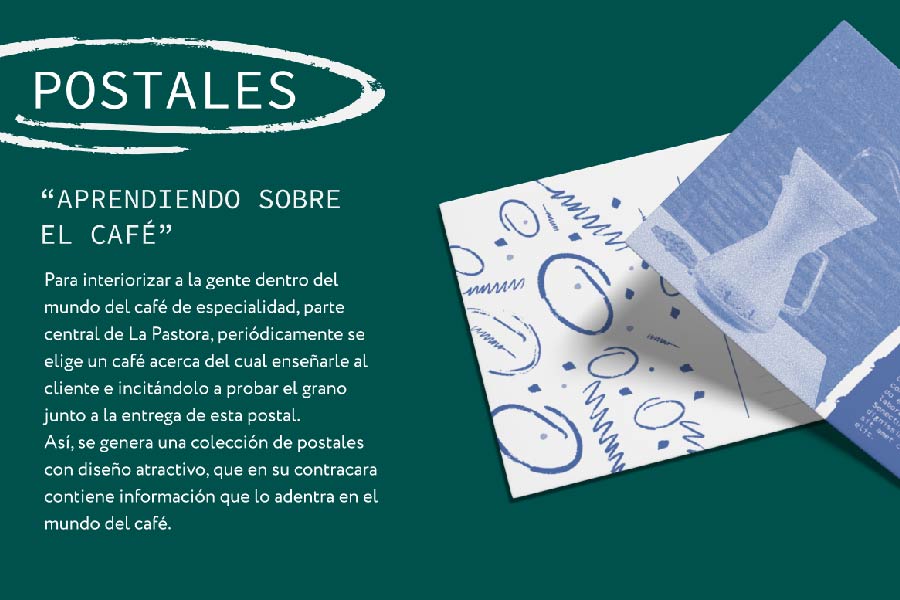 POSTALES
“APRENDIENDO SOBRE
EL CAFÉ”
Para interiorizar a la gente dentro del
mundo del café de especialidad, parte
central de La Pastora, periódicamente se
elige un café acerca del cual enseñarle al
cliente e incitándolo a probar el grano
junto a la entrega de esta postal.
Así, se genera una colección de postales
con diseño atractivo, que en su contracara
contiene información que lo adentra en el
mundo del café.